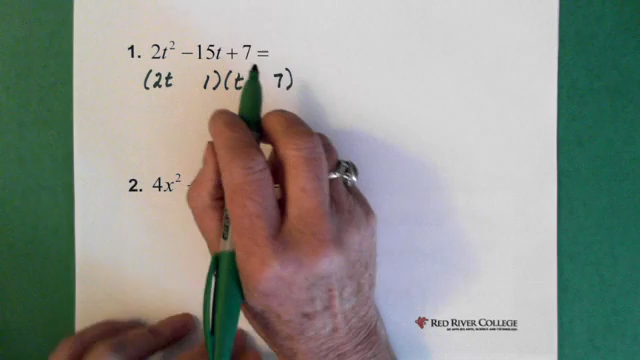 1. 2t² − 15t + 7 =
(2t 1)(t 7)
2. 4x²
RED RIVER COLLEGE